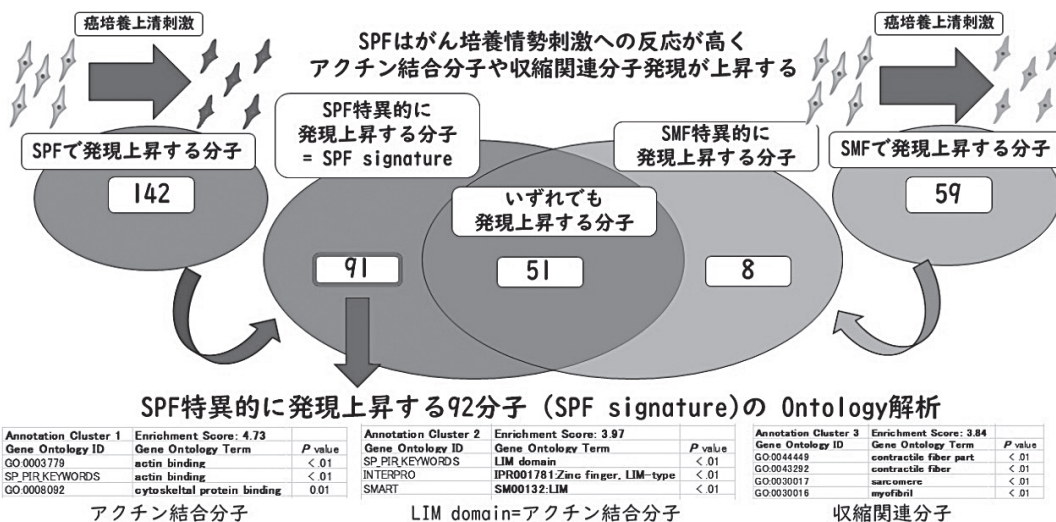 癌培養上清刺激
SPFはがん培養情勢刺激への反応が高く
アクチン結合分子や収縮関連分子発現が上昇する
癌培養上清刺激
SPFで発現上昇する分子
142
SPF特異的に
発現上昇する分子
= SPF signature
SMF特異的に
発現上昇する分子
SMFで発現上昇する分子
59
いずれでも
発現上昇する分子
91
51
8
SPF特異的に発現上昇する92分子 (SPF signature)の Ontology解析
Annotation Cluster 1 Enrichment Score: 4.73
Gene Ontology ID Gene Ontology Term P value
GO:0003779 actin binding <.01
SP_PIR_KEYWORDS actin binding <.01
GO:0008092 cytoskeltal protein binding 0.01
アクチン結合分子
Annotation Cluster 2 Enrichment Score: 3.97
Gene Ontology ID Gene Ontology Term P value
SP_PIR_KEYWORDS LIM domain <.01
INTERPRO IPR001781:Zinc finger, LIM-type <.01
SMART SM00132:LIM <.01
LIM domain=アクチン結合分子
Annotation Cluster 3 Enrichment Score: 3.84
Gene Ontology ID Gene Ontology Term P value
GO:0044449 contractile fiber part <.01
GO:0043292 contractile fiber <.01
GO:0030017 sarcomere <.01
GO:0030016 myofibril <.01
収縮関連分子